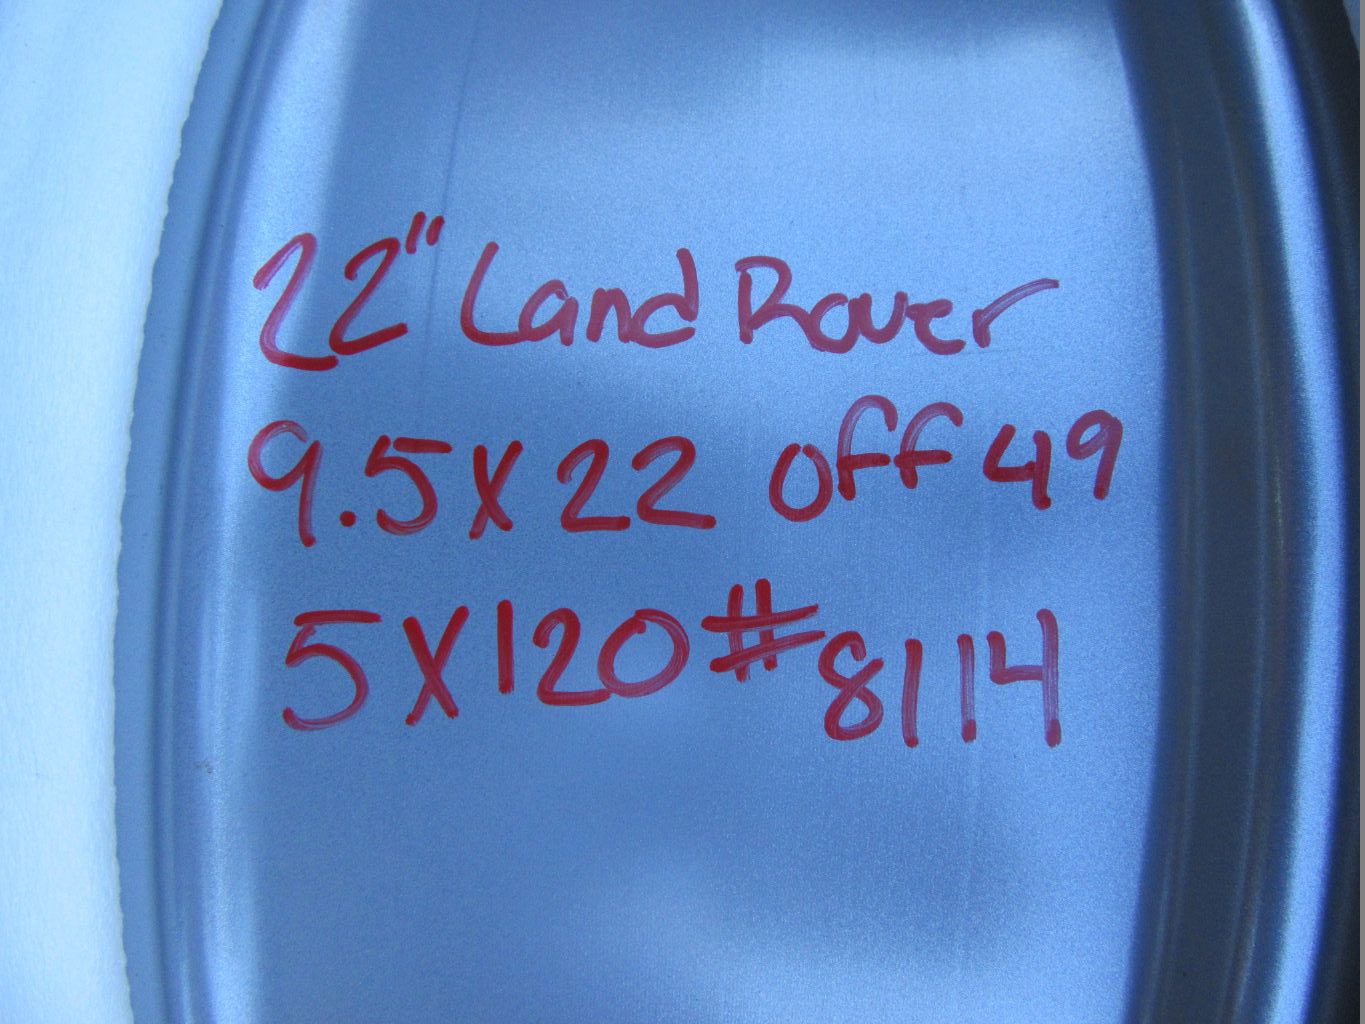 22" Land Rover
9.5X22 off 49
5X120 #8114